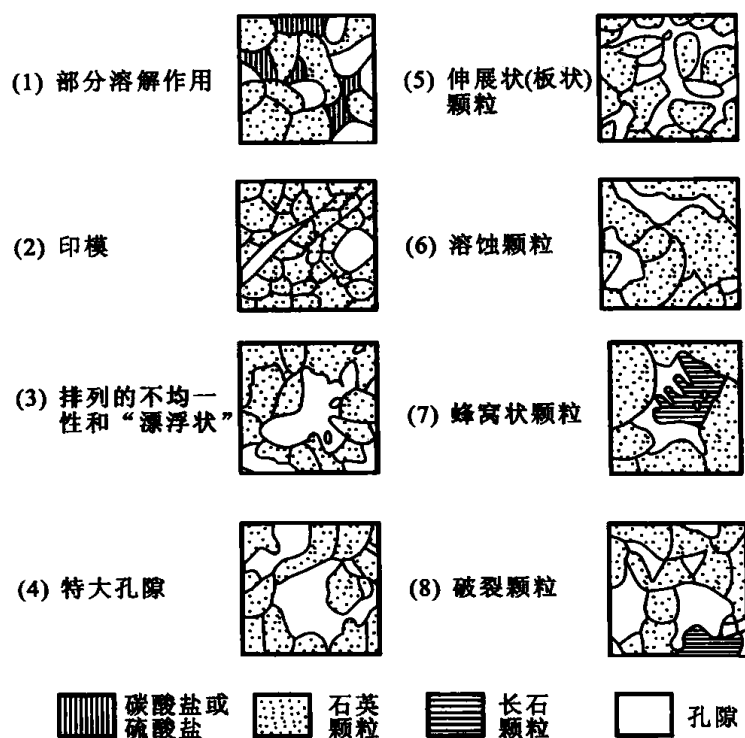 (1) 部分溶解作用
(5) 伸展状(板状)
颗粒
(2) 印模
(6) 溶蚀颗粒
(3) 排列的不均一
性和“漂浮状”
(7) 蜂窝状颗粒
(4) 特大孔隙
(8) 破裂颗粒
碳酸盐或
硫酸盐
石英
颗粒
长石
颗粒
孔隙